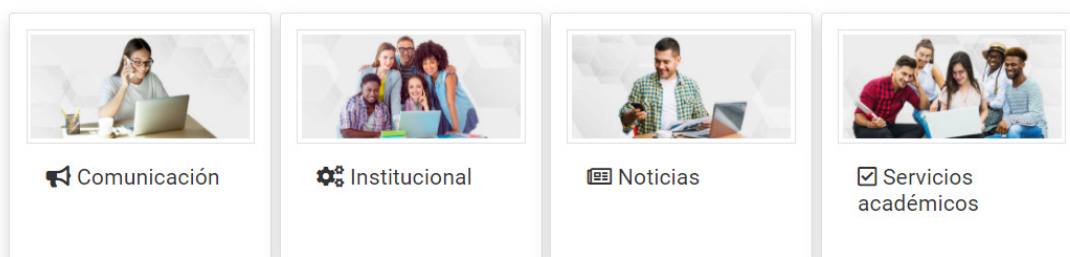 Comunicación
Institucional
Noticias
Servicios
académicos